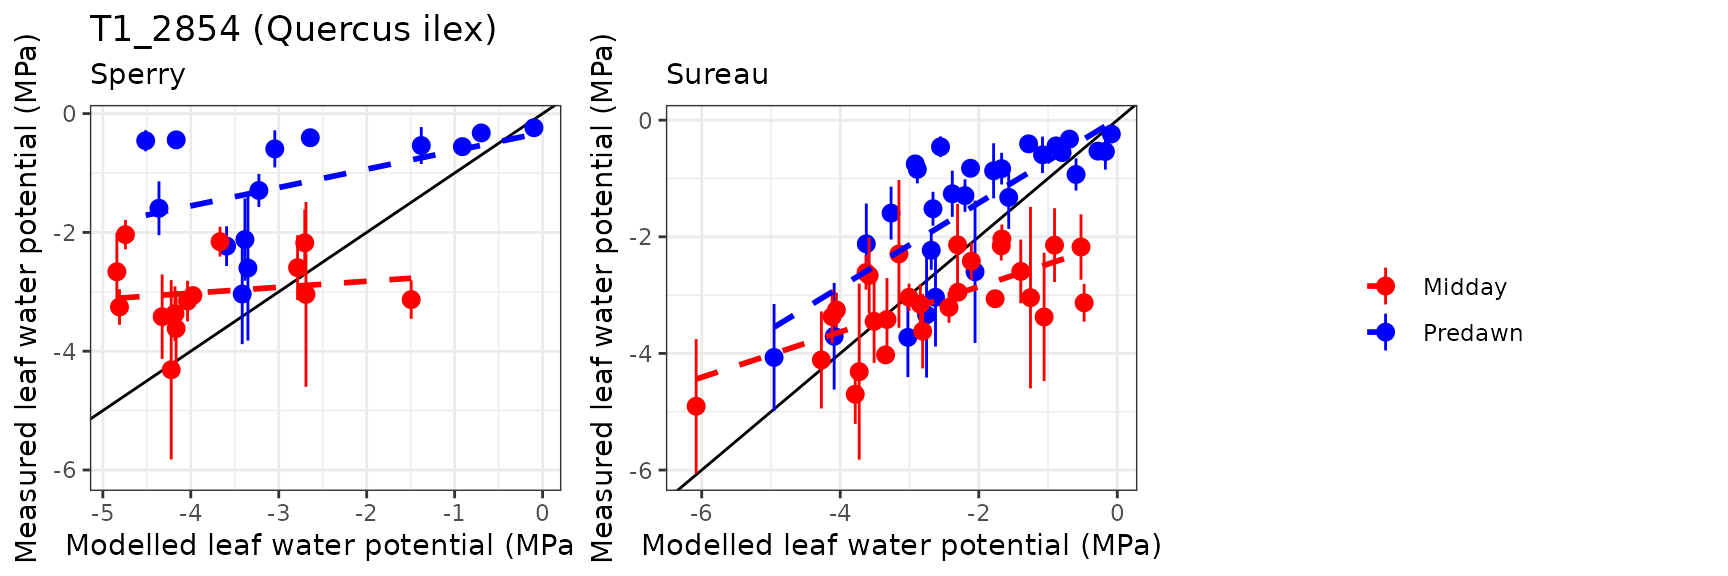 T1_2854 (Quercus ilex)
Sperry
Measured leaf water potential (MPa)
0
-2
-4
-6
-5
-4
-3
-2
-1
0
Modelled leaf water potential (MPa
Sureau
Measured leaf water potential (MPa)
0
-2
-4
-6
-6
-4
-2
0
Modelled leaf water potential (MPa)
Midday
Predawn